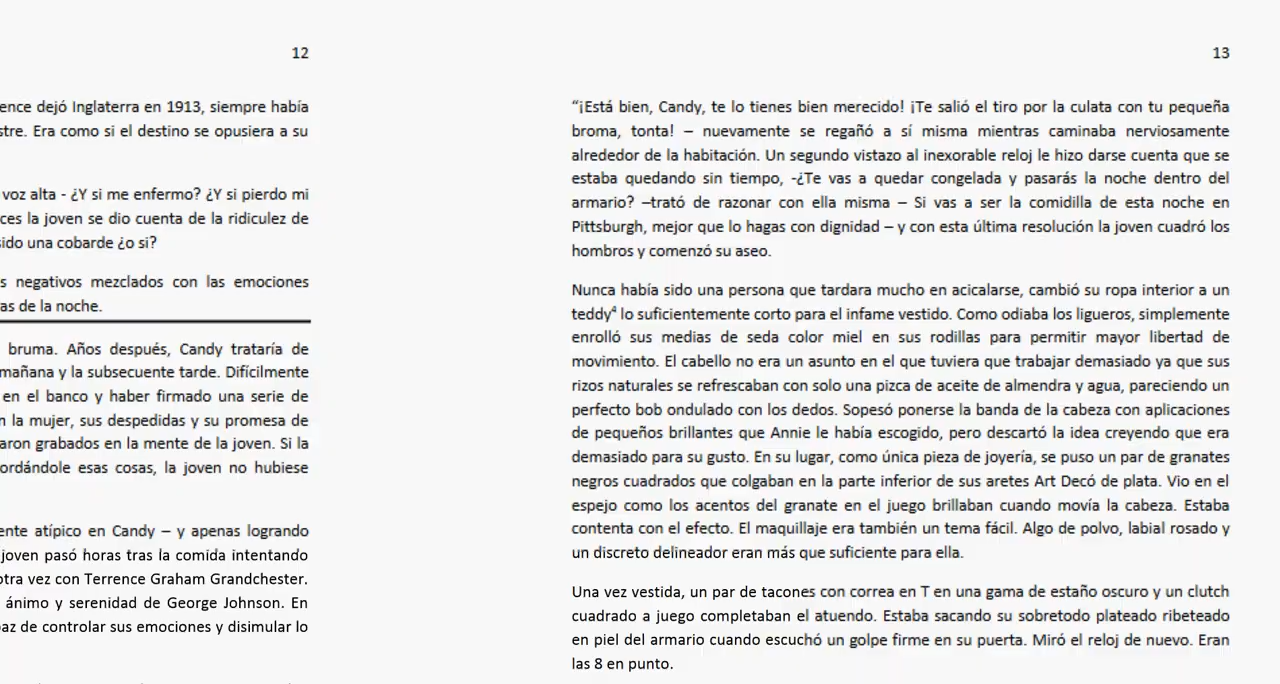 12
ence dejó Inglaterra en 1913, siempre había
stre. Era como si el destino se opusiera a su
voz alta - ¿Y si me enfermo? ¿Y si pierdo mi
ces la joven se dio cuenta de la ridiculez de
sido una cobarde ¿o si?
s negativos mezclados con las emociones
as de la noche.
bruma. Años después, Candy trataría de
mañana y la subsecuente tarde. Difícilmente
en el banco y haber firmado una serie de
n la mujer, sus despedidas y su promesa de
aron grabados en la mente de la joven. Si la
ordándole esas cosas, la joven no hubiese
ente atípico en Candy – y apenas logrando
joven pasó horas tras la comida intentando
otra vez con Terrence Graham Grandchester.
ánimo y serenidad de George Johnson. En
paz de controlar sus emociones y disimular lo
13
“¡Está bien, Candy, te lo tienes bien merecido! ¡Te salió el tiro por la culata con tu pequeña
broma, tonta! – nuevamente se regañó a sí misma mientras caminaba nerviosamente
alrededor de la habitación. Un segundo vistazo al inexorable reloj le hizo darse cuenta que se
estaba quedando sin tiempo, -¿Te vas a quedar congelada y pasarás la noche dentro del
armario? –trató de razonar con ella misma – Si vas a ser la comidilla de esta noche en
Pittsburgh, mejor que lo hagas con dignidad – y con esta última resolución la joven cuadró los
hombros y comenzó su aseo.
Nunca había sido una persona que tardara mucho en acicalarse, cambió su ropa interior a un
teddy⁴ lo suficientemente corto para el infame vestido. Como odiaba los ligueros, simplemente
enrolló sus medias de seda color miel en sus rodillas para permitir mayor libertad de
movimiento. El cabello no era un asunto en el que tuviera que trabajar demasiado ya que sus
rizos naturales se refrescaban con solo una pizca de aceite de almendra y agua, pareciendo un
perfecto bob ondulado con los dedos. Sopesó ponerse la banda de la cabeza con aplicaciones
de pequeños brillantes que Annie le había escogido, pero descartó la idea creyendo que era
demasiado para su gusto. En su lugar, como única pieza de joyería, se puso un par de granates
negros cuadrados que colgaban en la parte inferior de sus aretes Art Decó de plata. Vio en el
espejo como los acentos del granate en el juego brillaban cuando movía la cabeza. Estaba
contenta con el efecto. El maquillaje era también un tema fácil. Algo de polvo, labial rosado y
un discreto delineador eran más que suficiente para ella.
Una vez vestida, un par de tacones con correa en T en una gama de estaño oscuro y un clutch
cuadrado a juego completaban el atuendo. Estaba sacando su sobretodo plateado ribeteado
en piel del armario cuando escuchó un golpe firme en su puerta. Miró el reloj de nuevo. Eran
las 8 en punto.